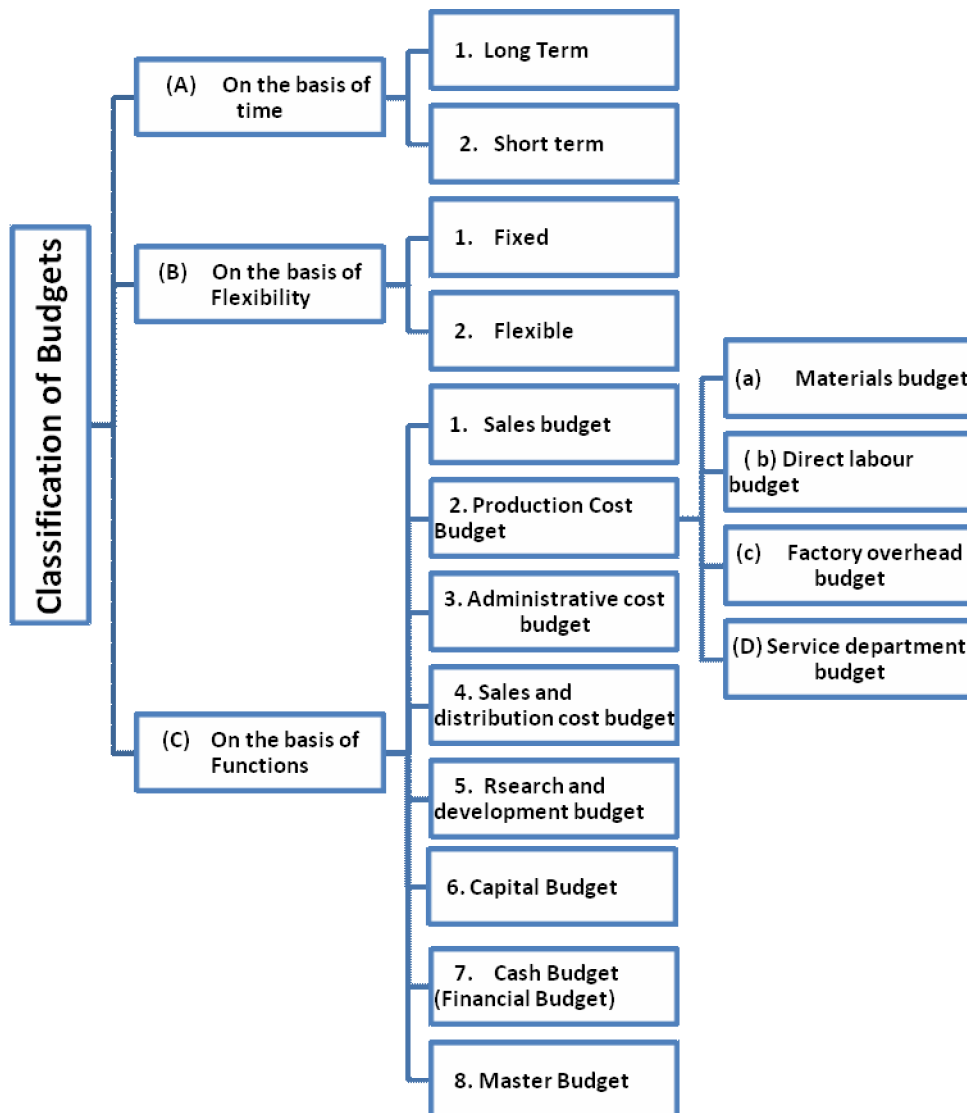 Classification of Budgets
(A) On the basis of
time
1. Long Term
2. Short term
(B) On the basis of
Flexibility
1. Fixed
2. Flexible
(C) On the basis of
Functions
1. Sales budget
2. Production Cost
Budget
(a) Materials budget
( b) Direct labour
budget
(c) Factory overhead
budget
(D) Service department
budget
3. Administrative cost
budget
4. Sales and
distribution cost budget
5. Rsearch and
development budget
6. Capital Budget
7. Cash Budget
(Financial Budget)
8. Master Budget